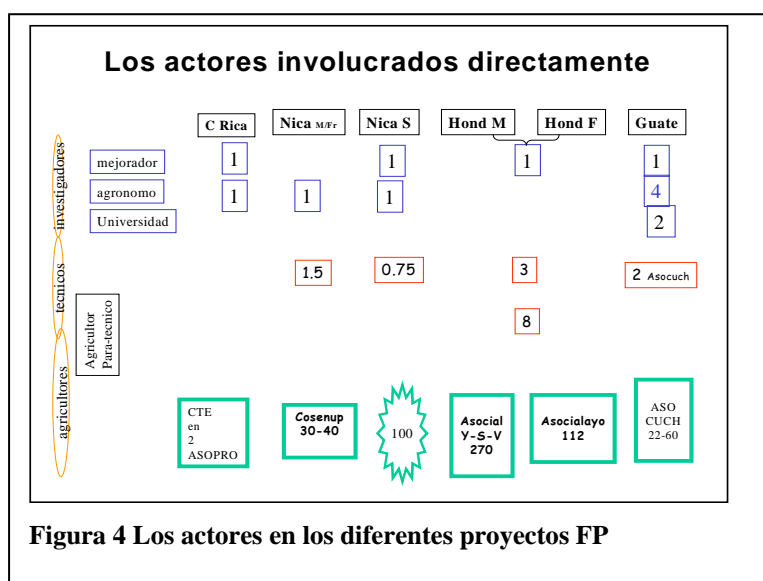 Los actores involucrados directamente
C Rica
Nica M/Fr
Nica S
Hond M
Hond F
Guate
investigadores
mejorador
1
1
1
1
agronomo
1
1
1
4
Universidad
2
tecnicos
1.5
0.75
3
2 Asocuch
Agricultor
Para-tecnico
8
agricultores
CTE
en
2
ASOPRO
Cosenup
30-40
100
Asocial
Y-S-V
270
Asocialayo
112
ASO
CUCH
22-60
Figura 4 Los actores en los diferentes proyectos FP